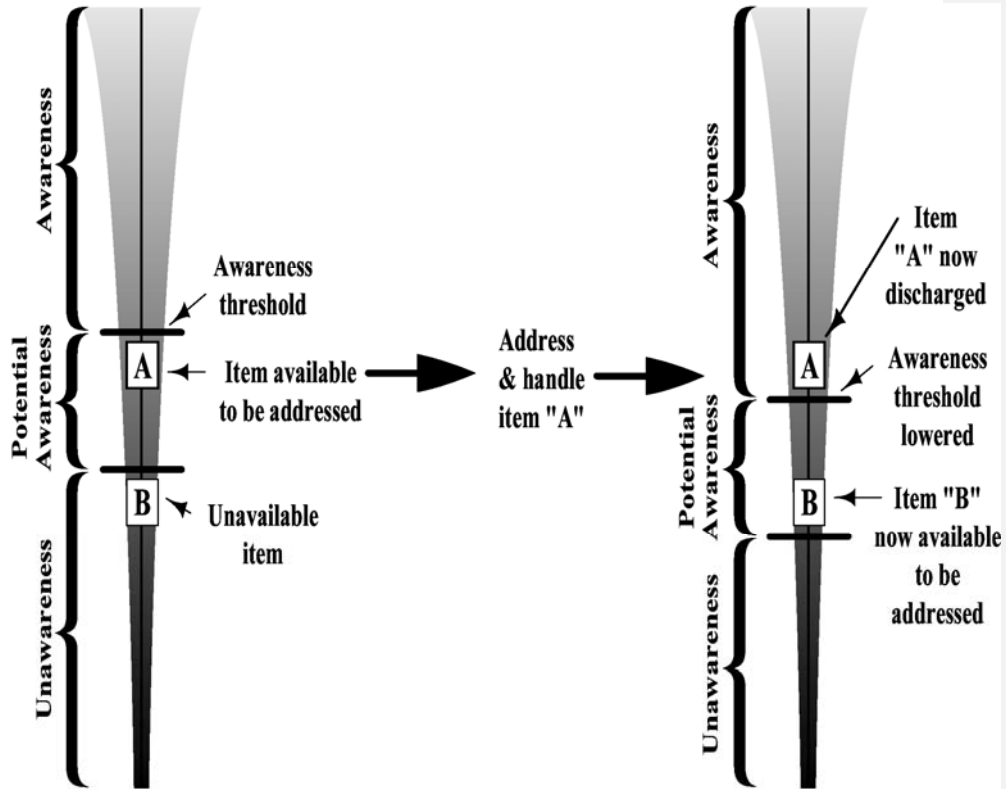 Awareness
Awareness
threshold
Potential
Awareness
A
Item available
to be addressed
B
Unavailable
item
Unawareness
Address
& handle
item "A"
Awareness
Item
"A" now
discharged
A
Awareness
threshold
lowered
Potential
Awareness
B
Item "B"
now available
to be
addressed
Unawareness